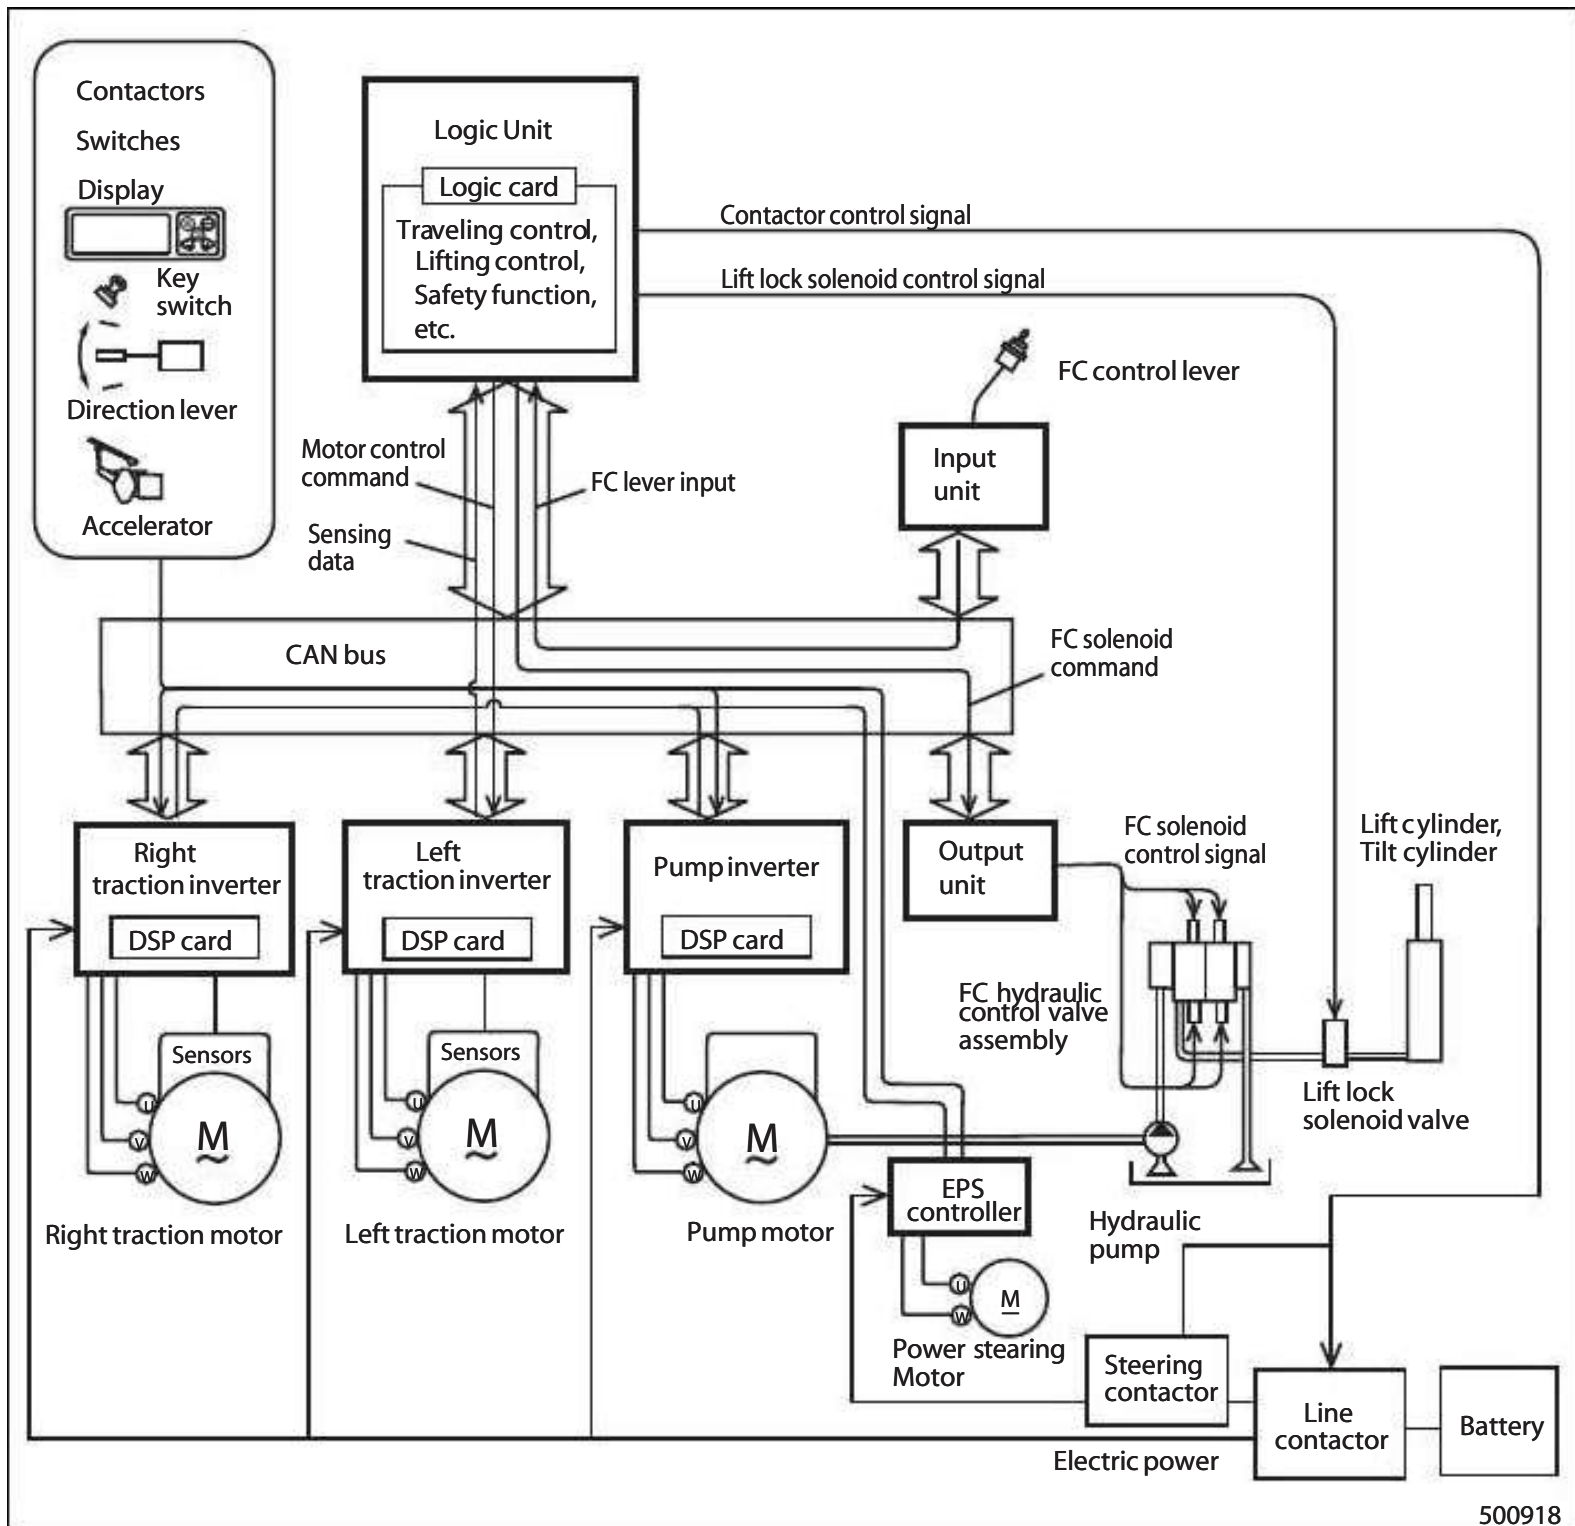 Contactors
Switches
Display
Key
switch
Direction lever
Accelerator
Logic Unit
Logic card
Traveling control,
Lifting control,
Safety function,
etc.
Contactor control signal
Lift lock solenoid control signal
FC control lever
Motor control
command
FC lever input
Sensing
data
Input
unit
CAN bus
FC solenoid
command
Right
traction inverter
DSP card
Left
traction inverter
DSP card
Pump inverter
DSP card
Output
unit
FC solenoid
control signal
Lift cylinder,
Tilt cylinder
FC hydraulic
control valve
assembly
Sensors
U
V
W
M
~
Right traction motor
Sensors
U
V
W
M
~
Left traction motor
U
V
W
M
~
Pump motor
Lift lock
solenoid valve
EPS
controller
Hydraulic
pump
U
W
M
Power stearing
Motor
Steering
contactor
Line
contactor
Battery
Electric power
500918